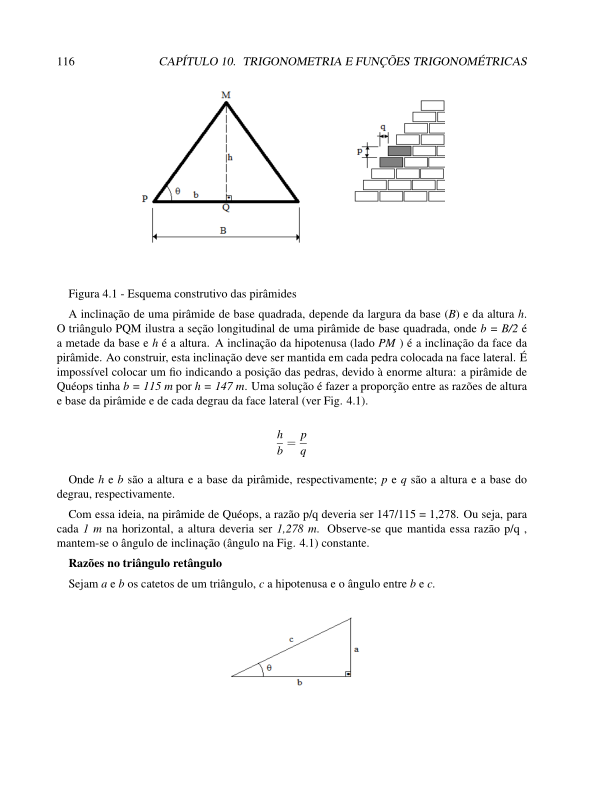 116 CAPÍTULO 10. TRIGONOMETRIA E FUNÇÕES TRIGONOMÉTRICAS
M
h
P θ b
Q
B
q
p
Figura 4.1 - Esquema construtivo das pirâmides
A inclinação de uma pirâmide de base quadrada, depende da largura da base (B) e da altura h.
O triângulo PQM ilustra a seção longitudinal de uma pirâmide de base quadrada, onde b = B/2 é
a metade da base e h é a altura. A inclinação da hipotenusa (lado PM ) é a inclinação da face da
pirâmide. Ao construir, esta inclinação deve ser mantida em cada pedra colocada na face lateral. É
impossível colocar um fio indicando a posição das pedras, devido à enorme altura: a pirâmide de
Quéops tinha b = 115 m por h = 147 m. Uma solução é fazer a proporção entre as razões de altura
e base da pirâmide e de cada degrau da face lateral (ver Fig. 4.1).
h/b = p/q
Onde h e b são a altura e a base da pirâmide, respectivamente; p e q são a altura e a base do
degrau, respectivamente.
Com essa ideia, na pirâmide de Quéops, a razão p/q deveria ser 147/115 = 1,278. Ou seja, para
cada 1 m na horizontal, a altura deveria ser 1,278 m. Observe-se que mantida essa razão p/q ,
mantem-se o ângulo de inclinação (ângulo na Fig. 4.1) constante.
Razões no triângulo retângulo
Sejam a e b os catetos de um triângulo, c a hipotenusa e o ângulo entre b e c.
c
a
θ
b